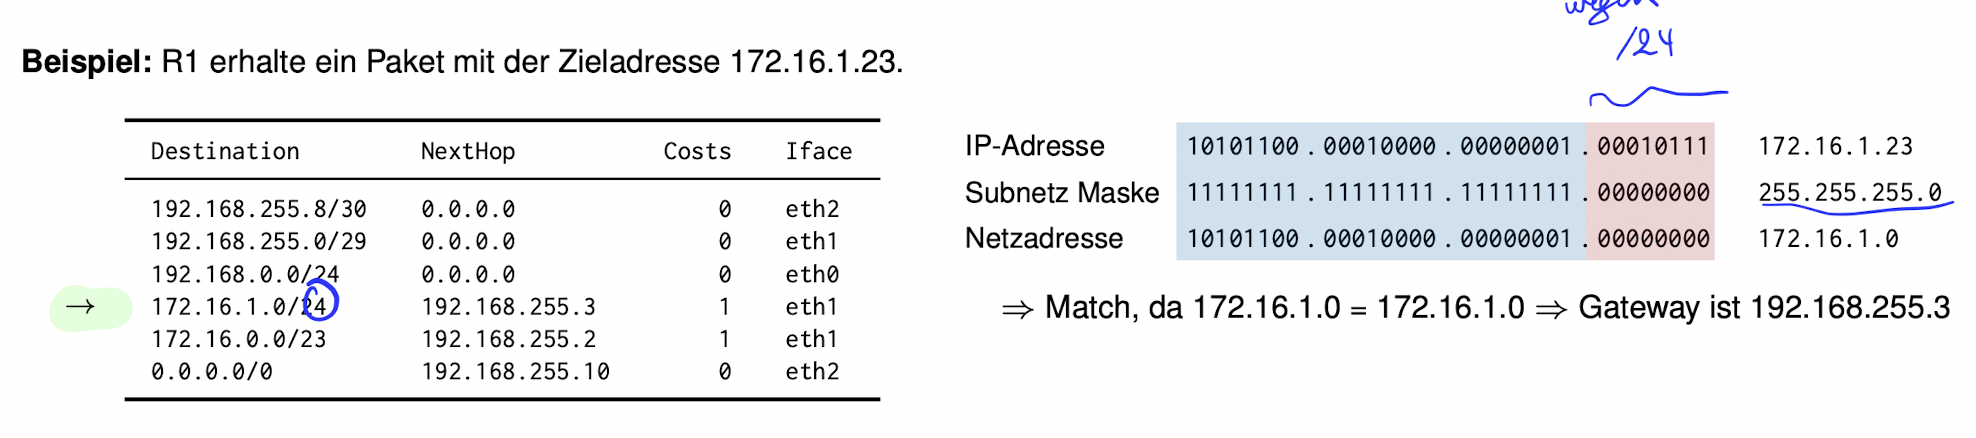 wegen
/24
Beispiel: R1 erhalte ein Paket mit der Zieladresse 172.16.1.23.
Destination NextHop Costs Iface
192.168.255.8/30 0.0.0.0 0 eth2
192.168.255.0/29 0.0.0.0 0 eth1
192.168.0.0/24 0.0.0.0 0 eth0
→ 172.16.1.0/24 192.168.255.3 1 eth1
172.16.0.0/23 192.168.255.2 1 eth1
0.0.0.0/0 192.168.255.10 0 eth2
IP-Adresse 10101100.00010000.00000001.00010111 172.16.1.23
Subnetz Maske 11111111.11111111.11111111.00000000 255.255.255.0
Netzadresse 10101100.00010000.00000001.00000000 172.16.1.0
⇒ Match, da 172.16.1.0 = 172.16.1.0 ⇒ Gateway ist 192.168.255.3